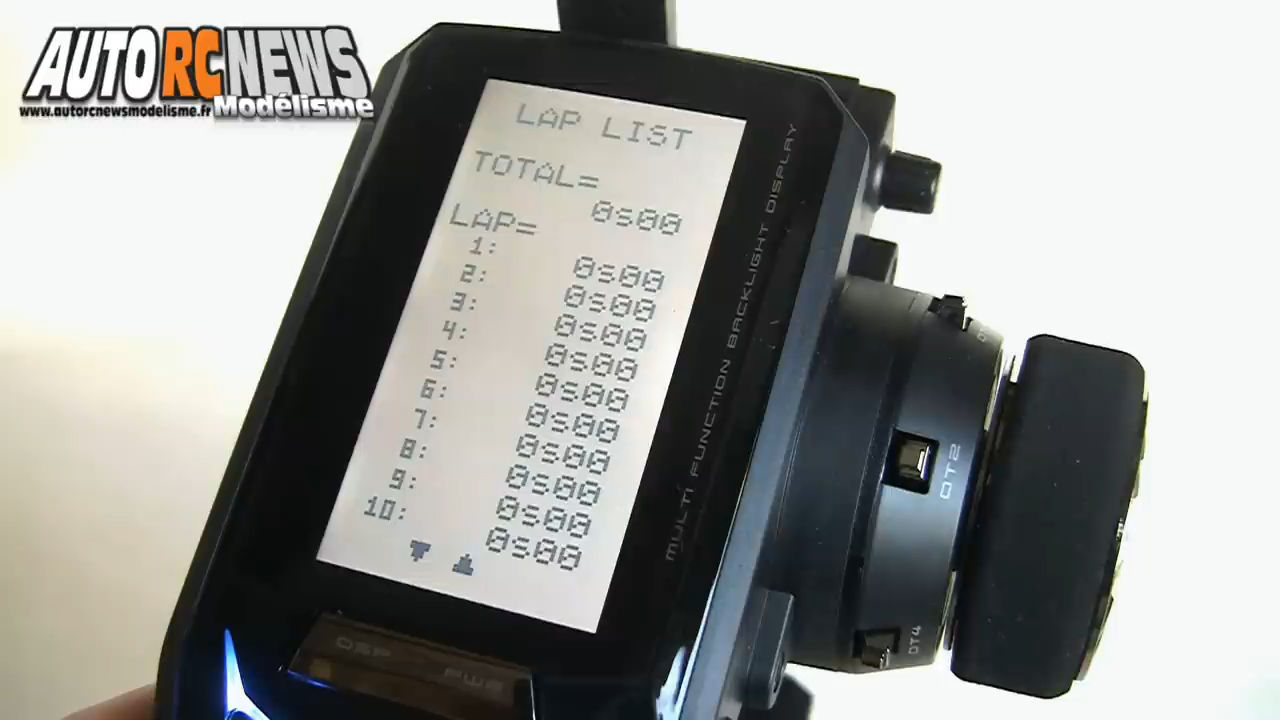 AUTO RC NEWS
www.autorcnewsmodelisme.fr Modélisme
LAP LIST
TOTAL=
0s00
LAP=
1: 0s00
2: 0s00
3: 0s00
4: 0s00
5: 0s00
6: 0s00
7: 0s00
8: 0s00
9: 0s00
10: 0s00
MULTI FUNCTION BACKLIGHT DISPLAY
DT2
DT4
DSP PWR